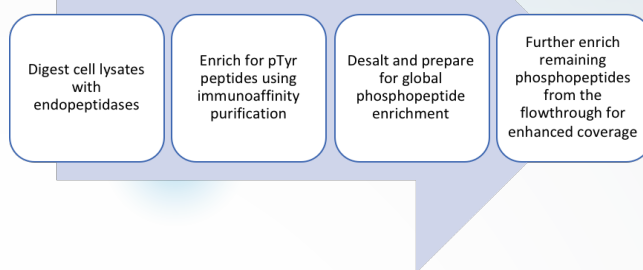 Digest cell lysates
with
endopeptidases
Enrich for pTyr
peptides using
immunoaffinity
purification
Desalt and prepare
for global
phosphopeptide
enrichment
Further enrich
remaining
phosphopeptides
from the
flowthrough for
enhanced coverage